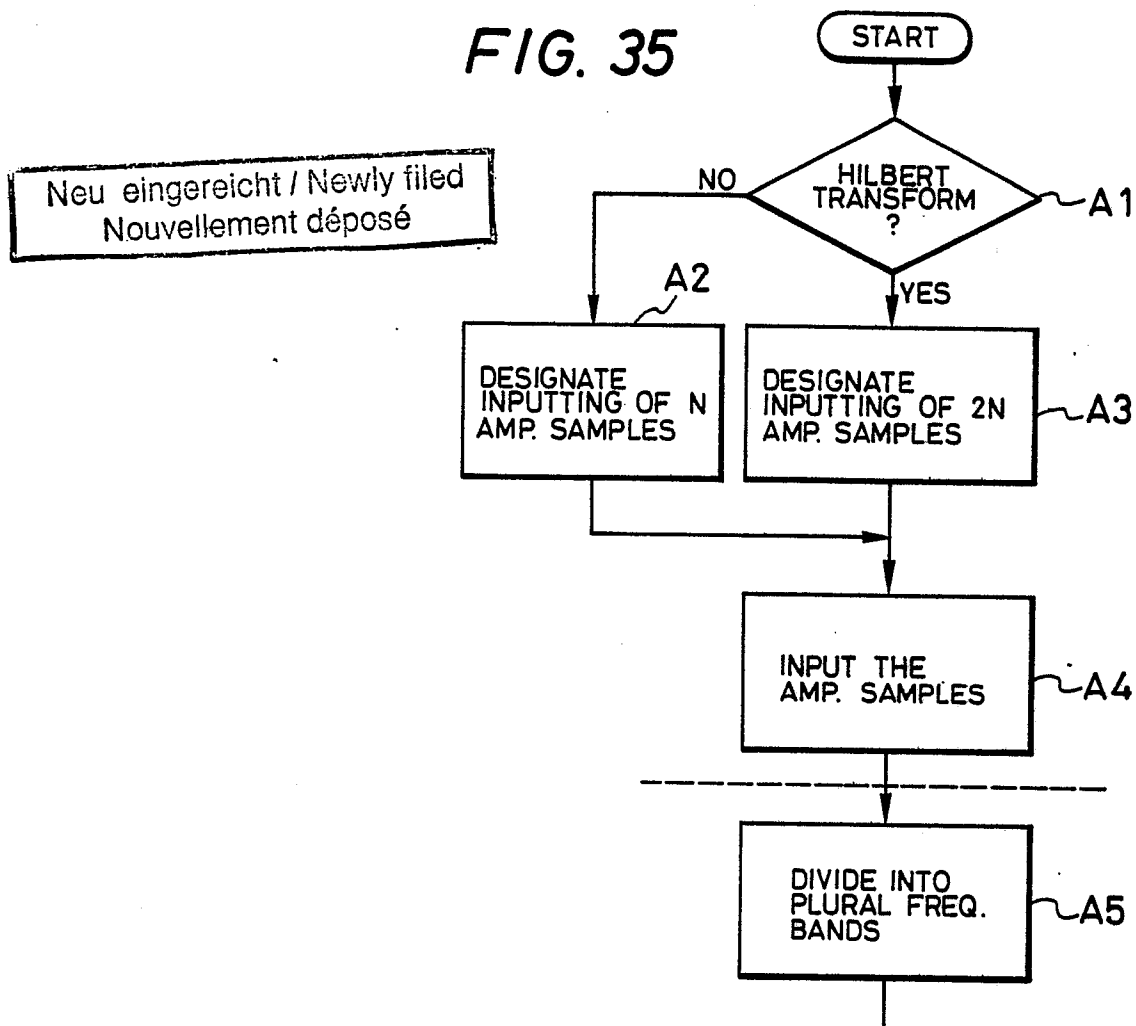 FIG. 35
START
Neu eingereicht / Newly filed
Nouvellement déposé
NO
HILBERT
TRANSFORM
?
A1
YES
A2
DESIGNATE
INPUTTING OF N
AMP. SAMPLES
DESIGNATE
INPUTTING OF 2N
AMP. SAMPLES
A3
INPUT THE
AMP. SAMPLES
A4
DIVIDE INTO
PLURAL FREQ.
BANDS
A5